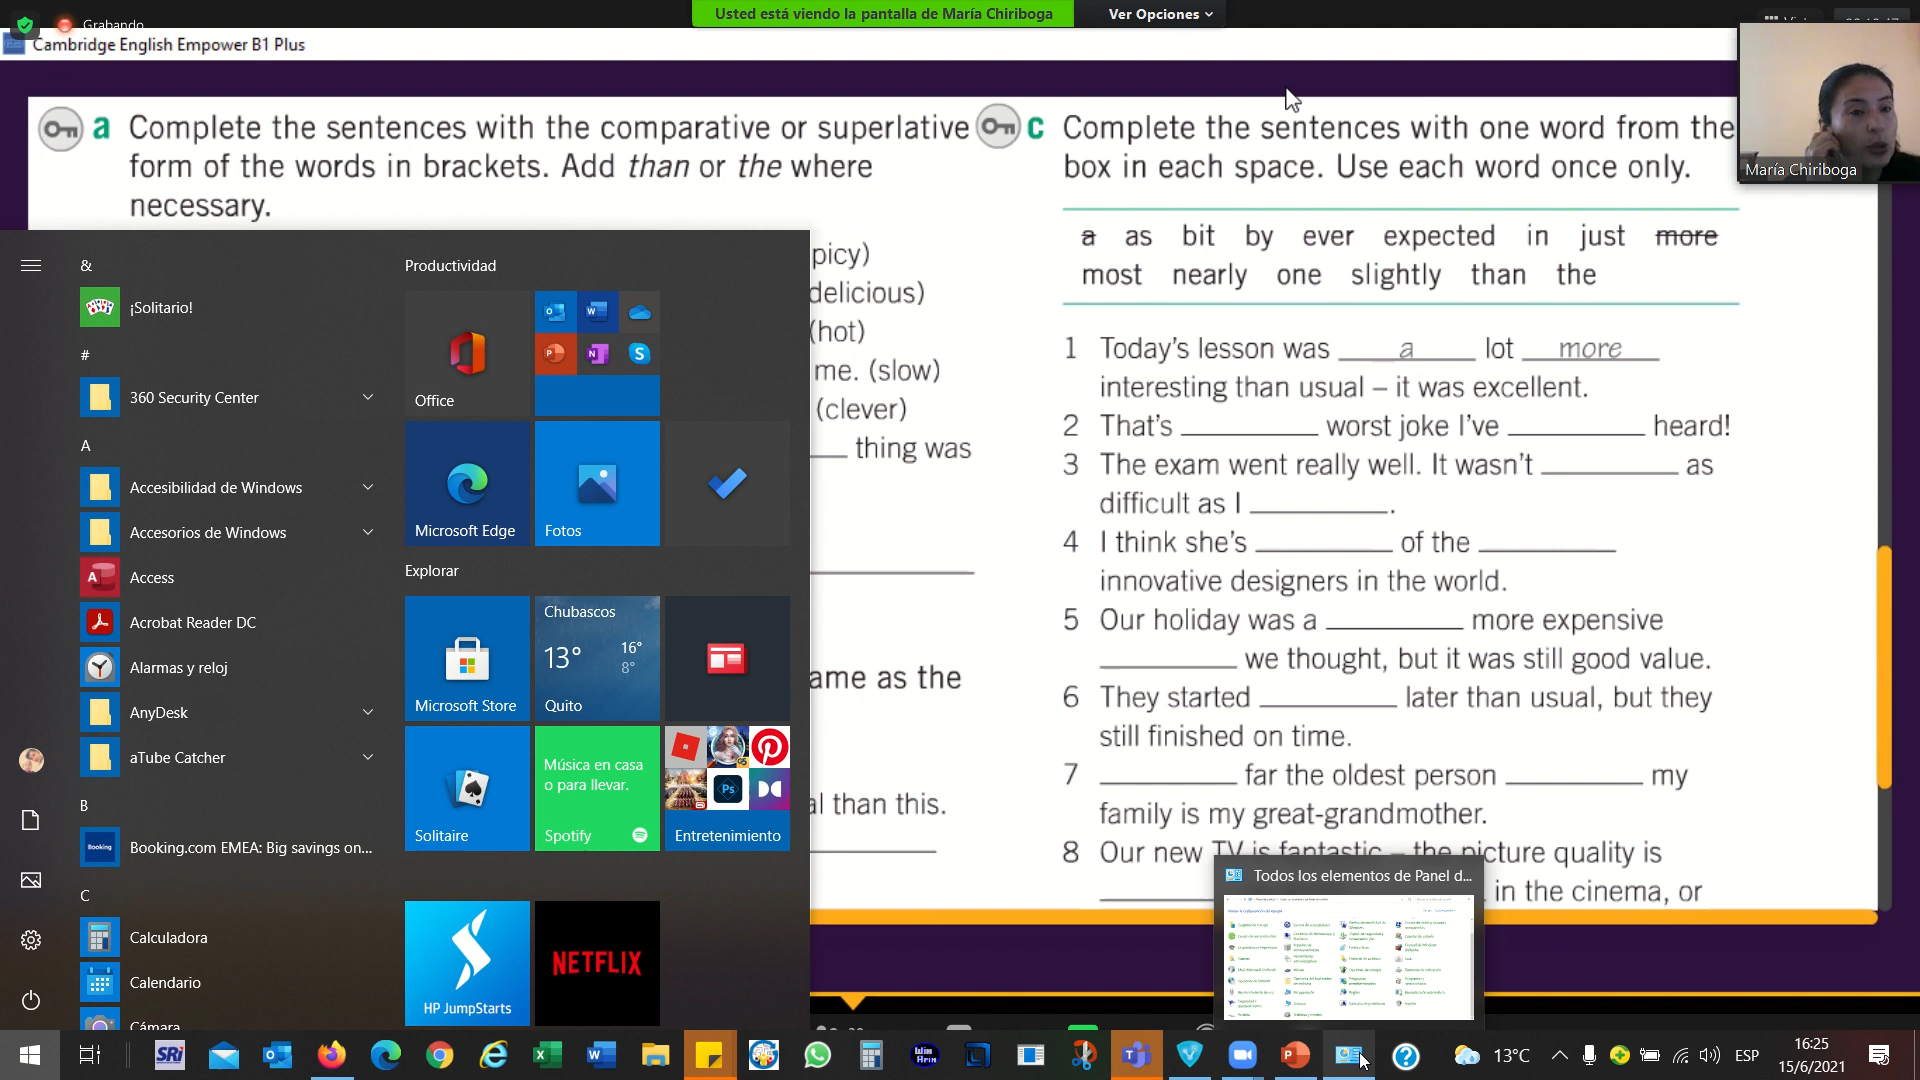 Grabando
Usted está viendo la pantalla de María Chiriboga
Ver Opciones
Cambridge English Empower B1 Plus
María Chiriboga
a Complete the sentences with the comparative or superlative
form of the words in brackets. Add than or the where
necessary.
picy)
delicious)
(hot)
me. (slow)
(clever)
thing was
ame as the
al than this.
c Complete the sentences with one word from the
box in each space. Use each word once only.
a as bit by ever expected in just more
most nearly one slightly than the
1 Today's lesson was a lot more
interesting than usual – it was excellent.
2 That's ___ worst joke I've ___ heard!
3 The exam went really well. It wasn't ___ as
difficult as I ___.
4 I think she's ___ of the ___
innovative designers in the world.
5 Our holiday was a ___ more expensive
___ we thought, but it was still good value.
6 They started ___ later than usual, but they
still finished on time.
7 ___ far the oldest person ___ my
family is my great-grandmother.
8 Our new TV is fantastic – the picture quality is
in the cinema, or
&
¡Solitario!
#
360 Security Center
A
Accesibilidad de Windows
Accesorios de Windows
Access
Acrobat Reader DC
Alarmas y reloj
AnyDesk
aTube Catcher
B
Booking.com EMEA: Big savings on...
C
Calculadora
Calendario
Cámara
Productividad
Office
Microsoft Edge
Fotos
Explorar
Microsoft Store
Chubascos
13° 16°
8°
Quito
Solitaire
Música en casa
o para llevar.
Spotify
Entretenimiento
HP JumpStarts
NETFLIX
Todos los elementos de Panel d...
SRi
13°C
ESP
16:25
15/6/2021